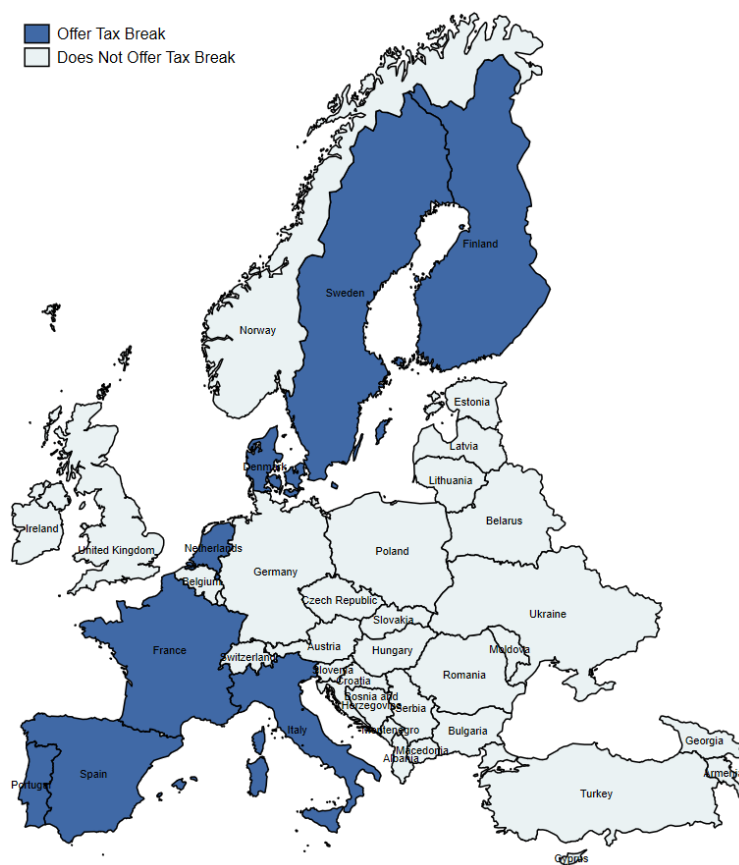 Offer Tax Break
Does Not Offer Tax Break
Finland
Sweden
Norway
Estonia
Latvia
Denmark
Lithuania
Belarus
Ireland
United Kingdom
Netherlands
Poland
Germany
Belgium
Czech Republic
Ukraine
Slovakia
Austria
France
Hungary
Moldova
Switzerland
Slovenia
Romania
Croatia
Bosnia and
Herzegovina
Serbia
Italy
Montenegro
Bulgaria
Georgia
Macedonia
Albania
Spain
Portugal
Armenia
Turkey
Cyprus